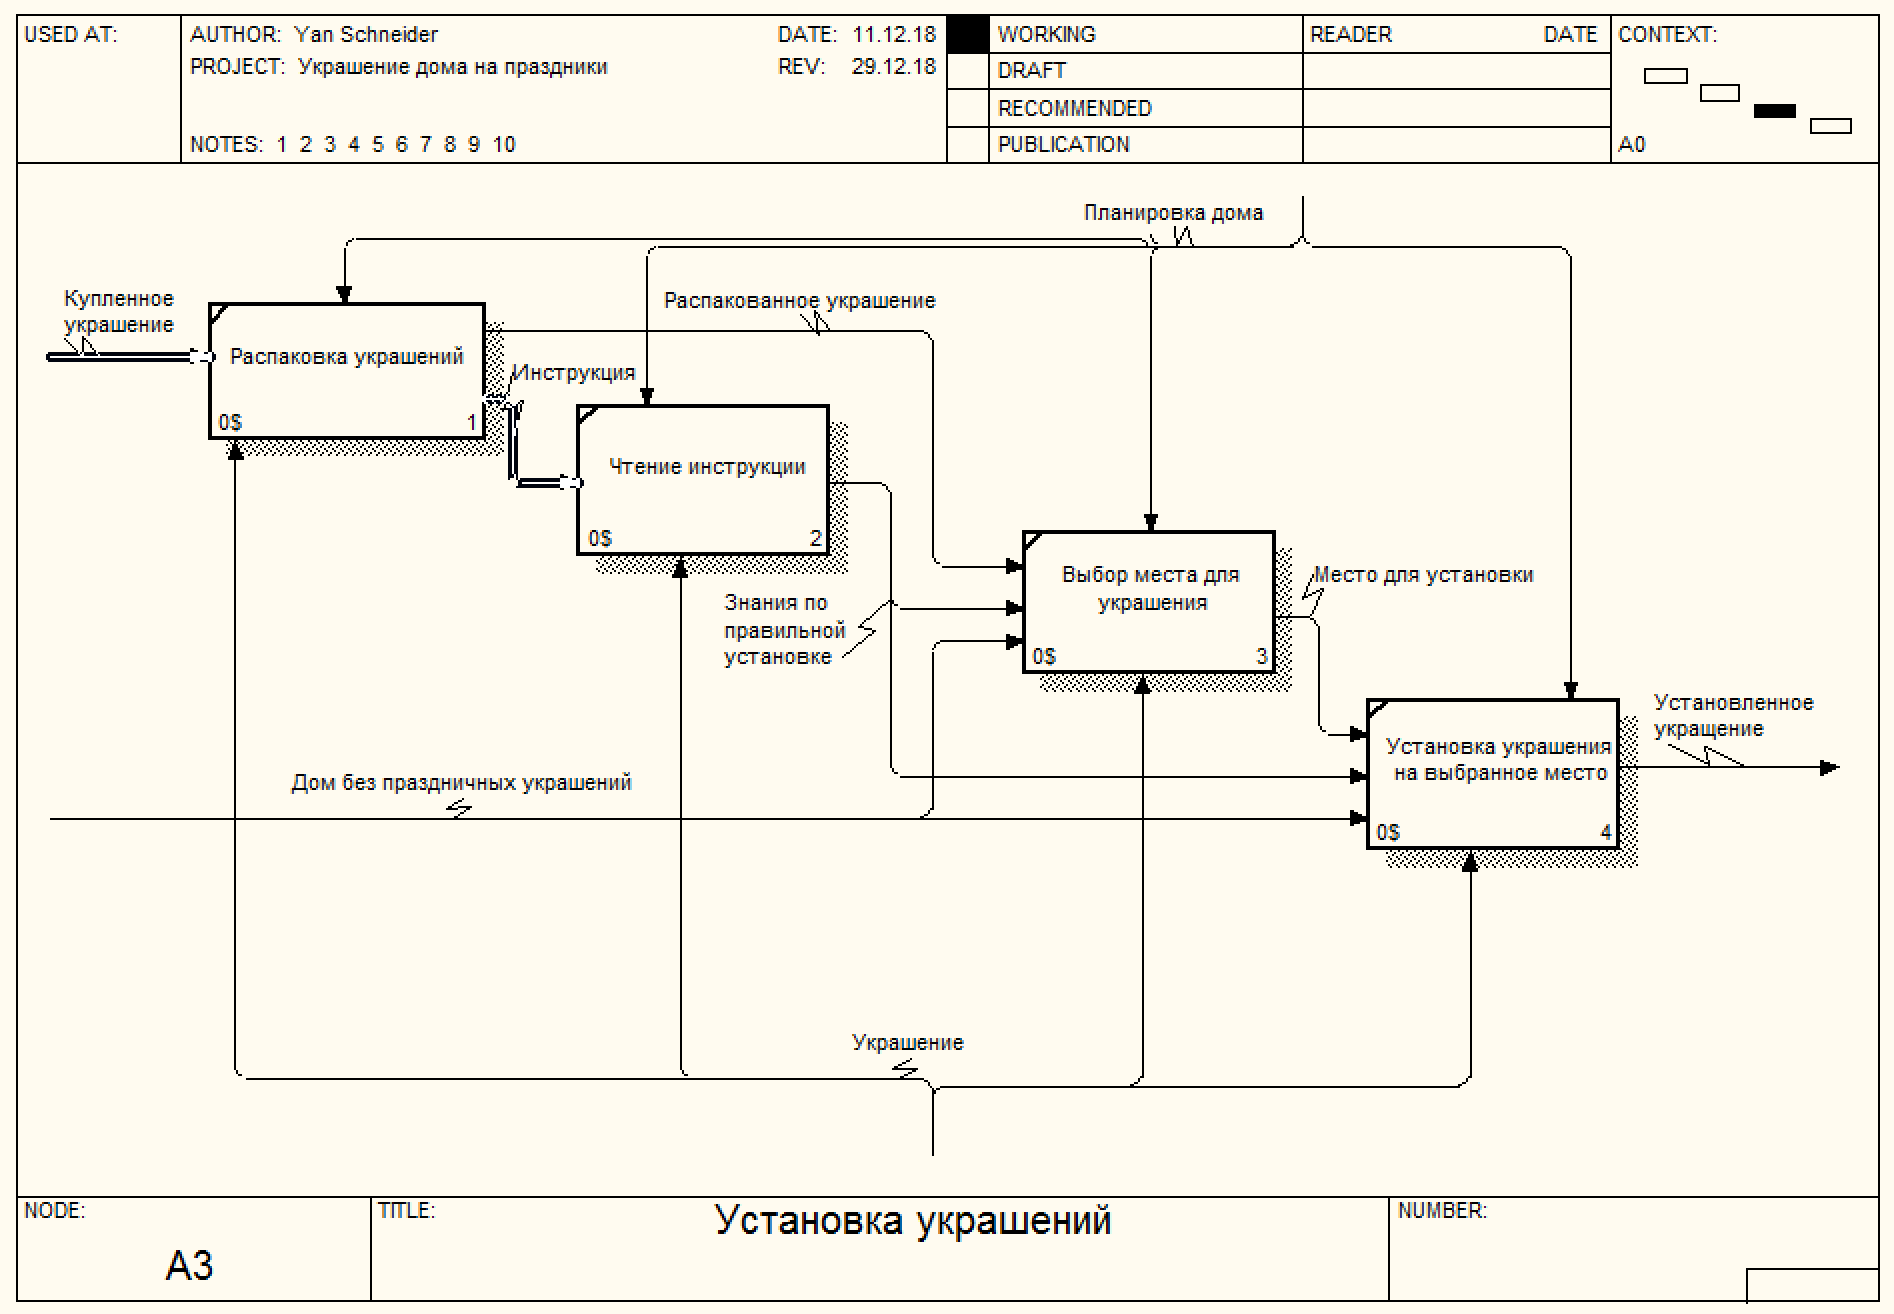 USED AT:
AUTHOR: Yan Schneider
DATE: 11.12.18
PROJECT: Украшение дома на праздники
REV: 29.12.18
NOTES: 1 2 3 4 5 6 7 8 9 10
WORKING
DRAFT
RECOMMENDED
PUBLICATION
READER DATE
CONTEXT:
A0
Планировка дома
Купленное
украшение
Распаковка украшений
0$ 1
Распакованное украшение
Инструкция
Чтение инструкции
0$ 2
Знания по
правильной
установке
Выбор места для
украшения
0$ 3
Место для установки
Установка украшения
на выбранное место
0$ 4
Установленное
укращение
Дом без праздничных украшений
Украшение
NODE:
A3
TITLE:
Установка украшений
NUMBER: